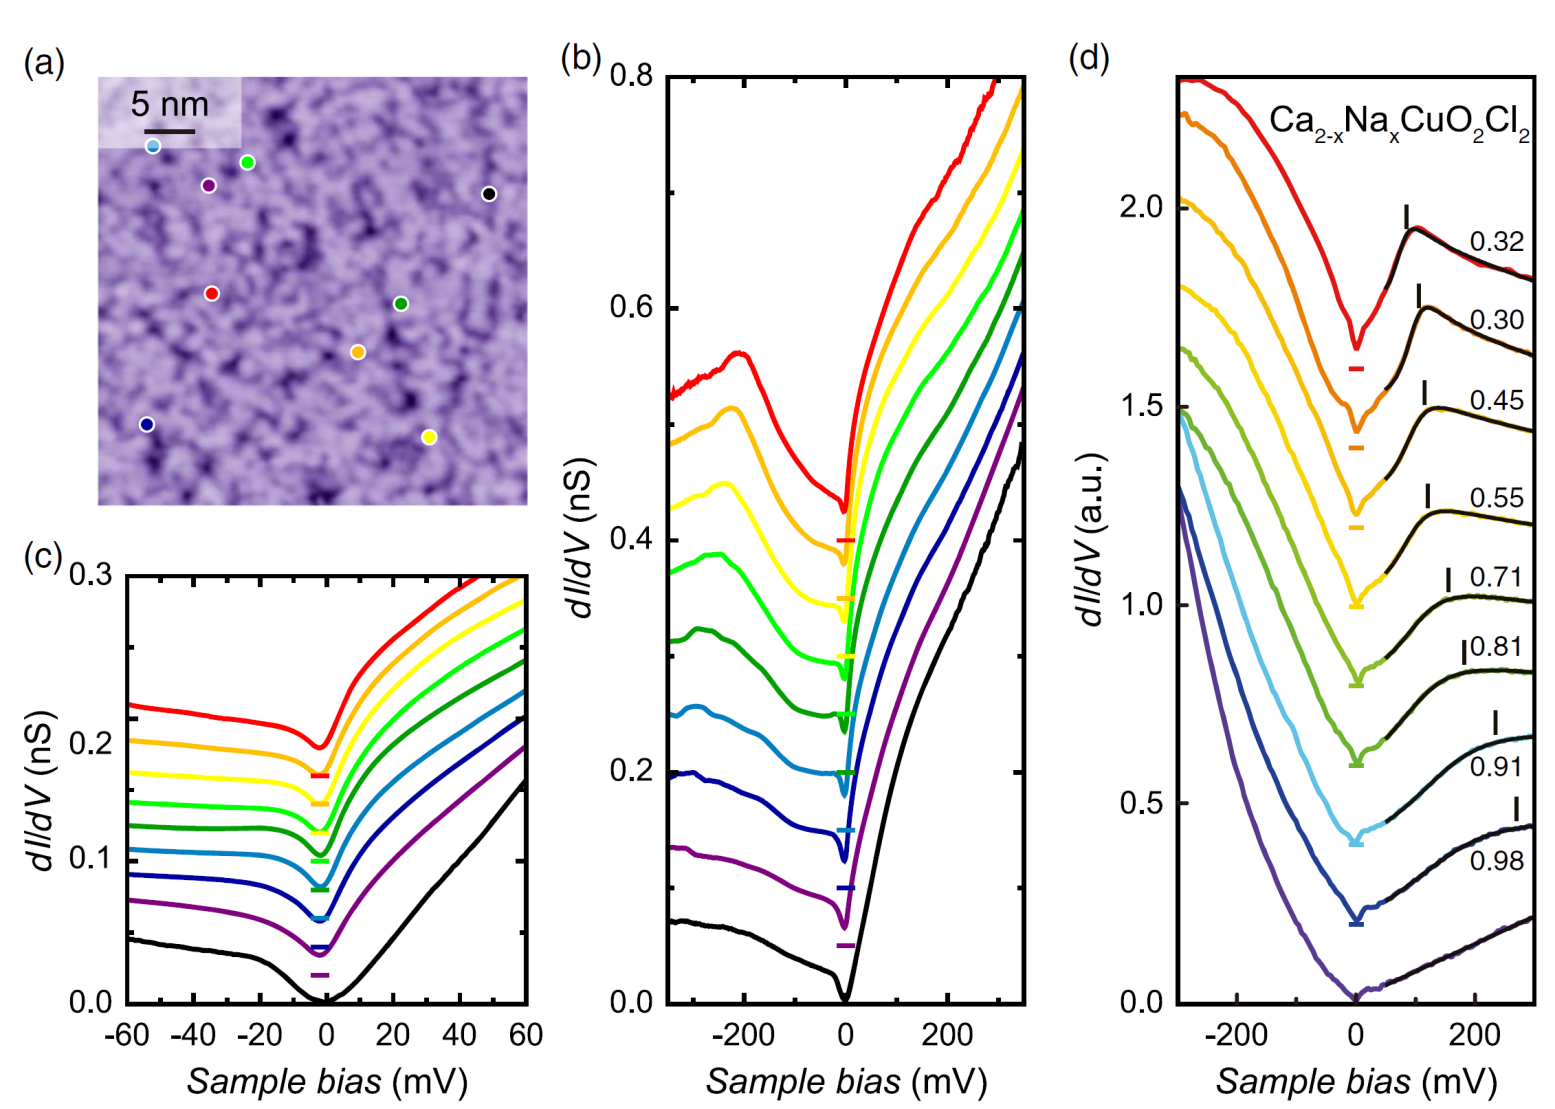 (a)
5 nm
(b)
0.8
0.6
0.4
0.2
0.0
-200
0
200
dI/dV (nS)
Sample bias (mV)
(c)
0.3
0.2
0.1
0.0
-60
-40
-20
0
20
40
60
dI/dV (nS)
Sample bias (mV)
(d)
Ca2-xNaxCuO2Cl2
2.0
1.5
1.0
0.5
0.0
0.32
0.30
0.45
0.55
0.71
0.81
0.91
0.98
-200
0
200
dI/dV (a.u.)
Sample bias (mV)